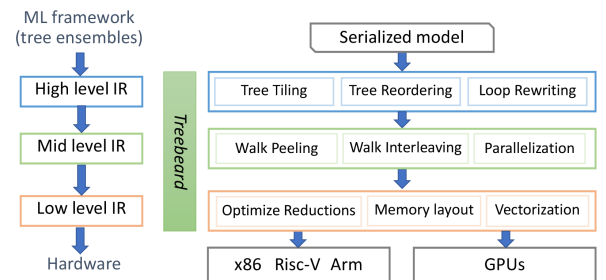 ML framework
(tree ensembles)
High level IR
Mid level IR
Low level IR
Hardware
Treebeard
Serialized model
Tree Tiling
Tree Reordering
Loop Rewriting
Walk Peeling
Walk Interleaving
Parallelization
Optimize Reductions
Memory layout
Vectorization
x86 Risc-V Arm
GPUs